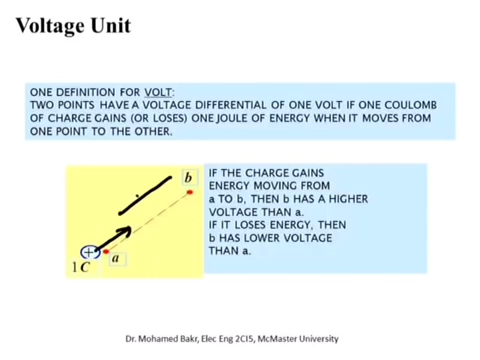 Voltage Unit
ONE DEFINITION FOR VOLT:
TWO POINTS HAVE A VOLTAGE DIFFERENTIAL OF ONE VOLT IF ONE COULOMB
OF CHARGE GAINS (OR LOSES) ONE JOULE OF ENERGY WHEN IT MOVES FROM
ONE POINT TO THE OTHER.
b
+
a
1 C
IF THE CHARGE GAINS
ENERGY MOVING FROM
a TO b, THEN b HAS A HIGHER
VOLTAGE THAN a.
IF IT LOSES ENERGY, THEN
b HAS LOWER VOLTAGE
THAN a.
Dr. Mohamed Bakr, Elec Eng 2CI5, McMaster University